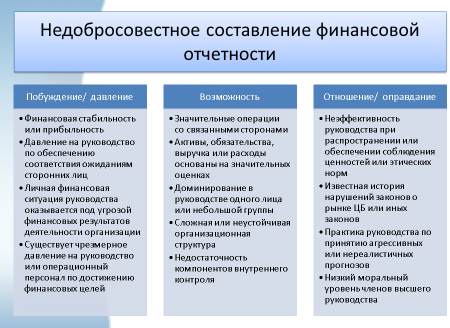 Недобросовестное составление финансовой
отчетности
Побуждение/ давление
•Финансовая стабильность
или прибыльность
•Давление на руководство
по обеспечению
соответствия ожиданиям
сторонних лиц
•Личная финансовая
ситуация руководства
оказывается под угрозой
финансовых результатов
деятельности организации
•Существует чрезмерное
давление на руководство
или операционный
персонал по достижению
финансовых целей
Возможность
•Значительные операции
со связанными сторонами
•Активы, обязательства,
выручка или расходы
основаны на значительных
оценках
•Доминирование в
руководстве одного лица
или небольшой группы
•Сложная или неустойчивая
организационная
структура
•Недостаточность
компонентов внутреннего
контроля
Отношение/ оправдание
•Неэффективность
руководства при
распространении или
обеспечении соблюдения
ценностей или этических
норм
•Известная история
нарушений законов о
рынке ЦБ или иных
законов
•Практика руководства по
принятию агрессивных
или нереалистичных
прогнозов
•Низкий моральный
уровень членов высшего
руководства